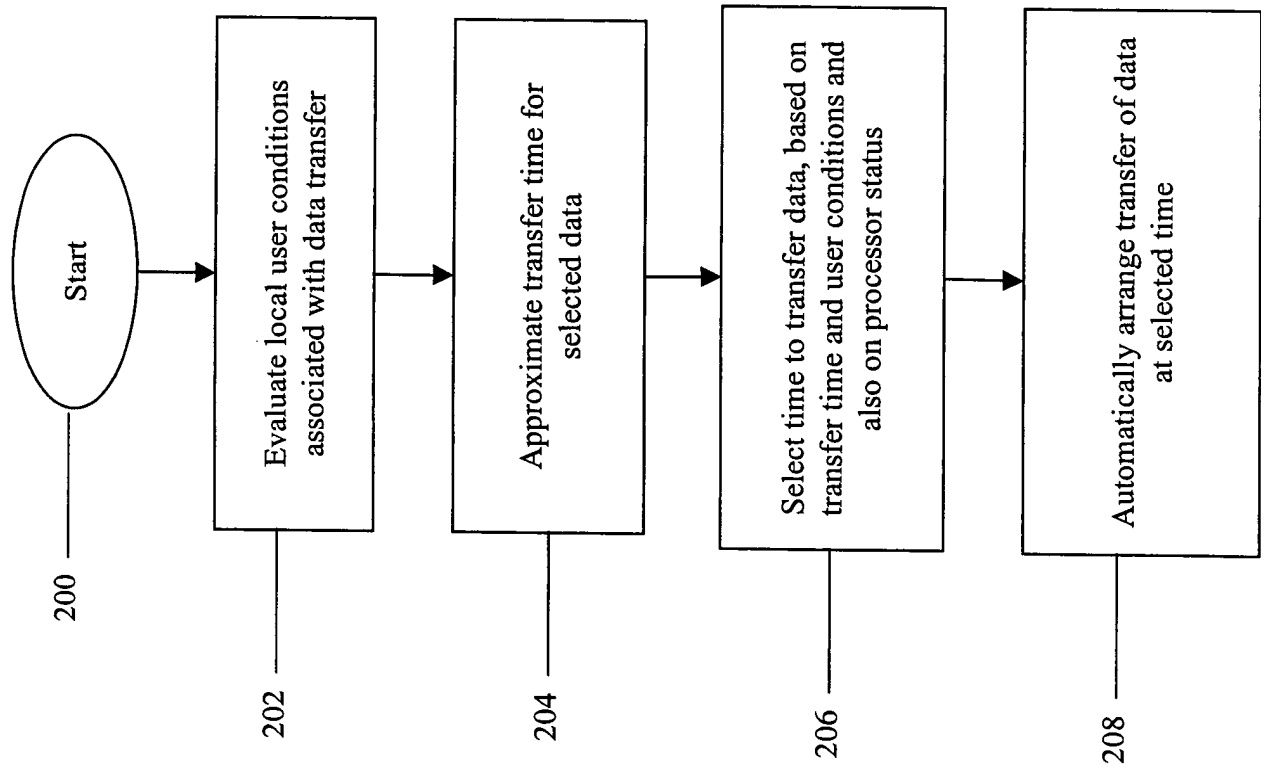 Start
200
Evaluate local user conditions
associated with data transfer
202
Approximate transfer time for
selected data
204
Select time to transfer data, based on
transfer time and user conditions and
also on processor status
206
Automatically arrange transfer of data
at selected time
208